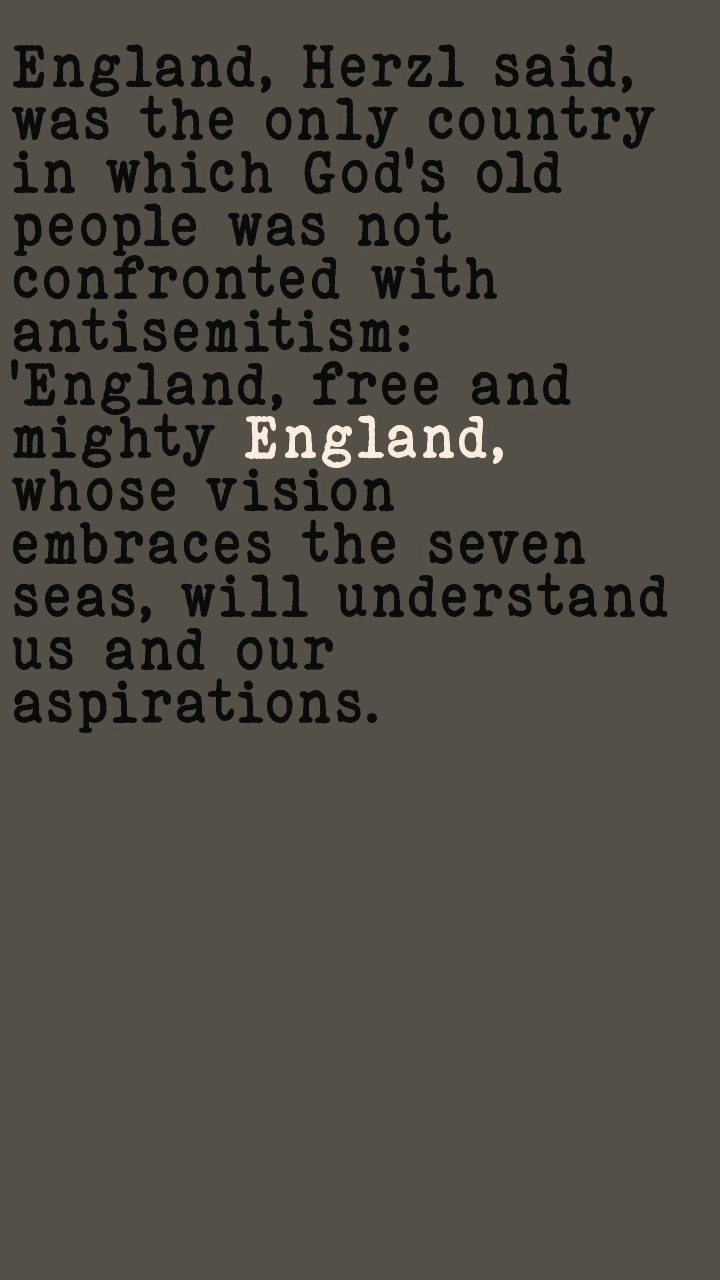 England, Herzl said,
was the only country
in which God's old
people was not
confronted with
antisemitism:
'England, free and
mighty England,
whose vision
embraces the seven
seas, will understand
us and our
aspirations.